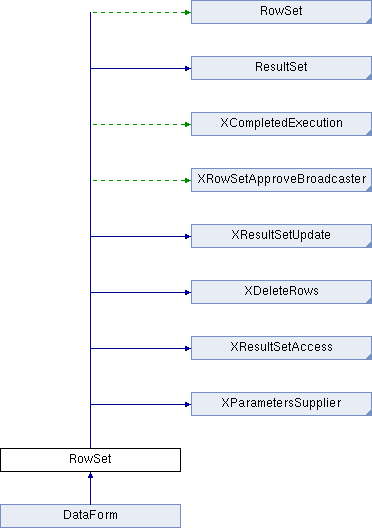 RowSet
ResultSet
XCompletedExecution
XRowSetApproveBroadcaster
XResultSetUpdate
XDeleteRows
XResultSetAccess
XParametersSupplier
RowSet
DataForm